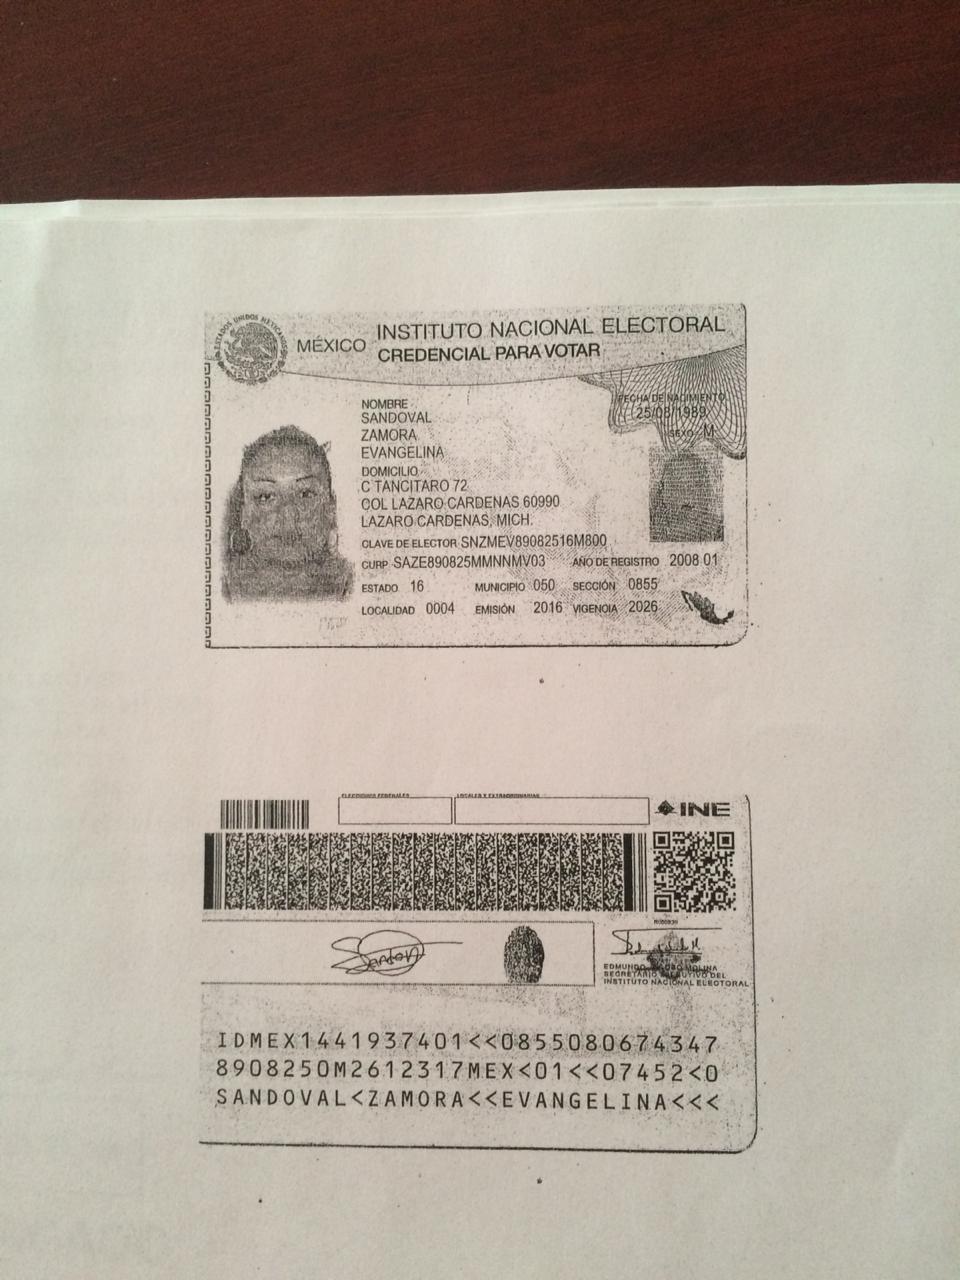 ESTADOS UNIDOS MEXICANOS
MÉXICO
INSTITUTO NACIONAL ELECTORAL
CREDENCIAL PARA VOTAR
NOMBRE
SANDOVAL
ZAMORA
EVANGELINA
FECHA DE NACIMIENTO
25/08/1989
SEXO M
DOMICILIO
C TANCITARO 72
COL LAZARO CARDENAS 60990
LAZARO CARDENAS, MICH.
CLAVE DE ELECTOR SNZMEV89082516M800
CURP SAZE890825MMNNMV03 AÑO DE REGISTRO 2008 01
ESTADO 16 MUNICIPIO 050 SECCIÓN 0855
LOCALIDAD 0004 EMISIÓN 2016 VIGENCIA 2026
ELECCIONES FEDERALES LOCALES Y EXTRAORDINARIAS
INE
EDMUNDO MOLINA
SECRETARIO EJECUTIVO DEL
INSTITUTO NACIONAL ELECTORAL
IDMEX1441937401<<0855080674347
8908250M2612317MEX<01<<07452<0
SANDOVAL<ZAMORA<<EVANGELINA<<<